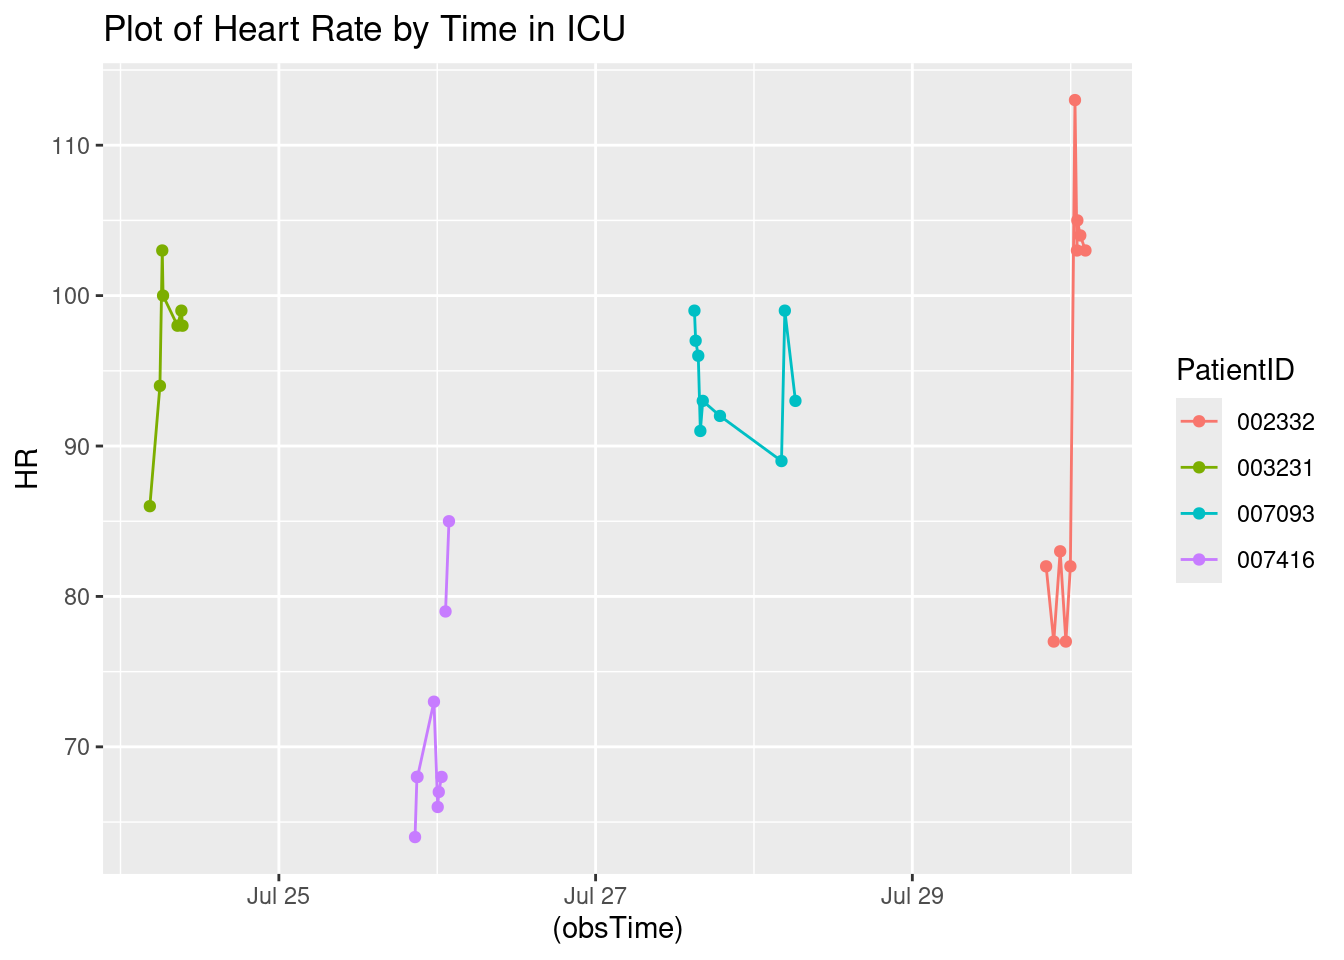 Plot of Heart Rate by Time in ICU
110
100
90
80
70
HR
Jul 25
Jul 27
Jul 29
(obsTime)
PatientID
002332
003231
007093
007416